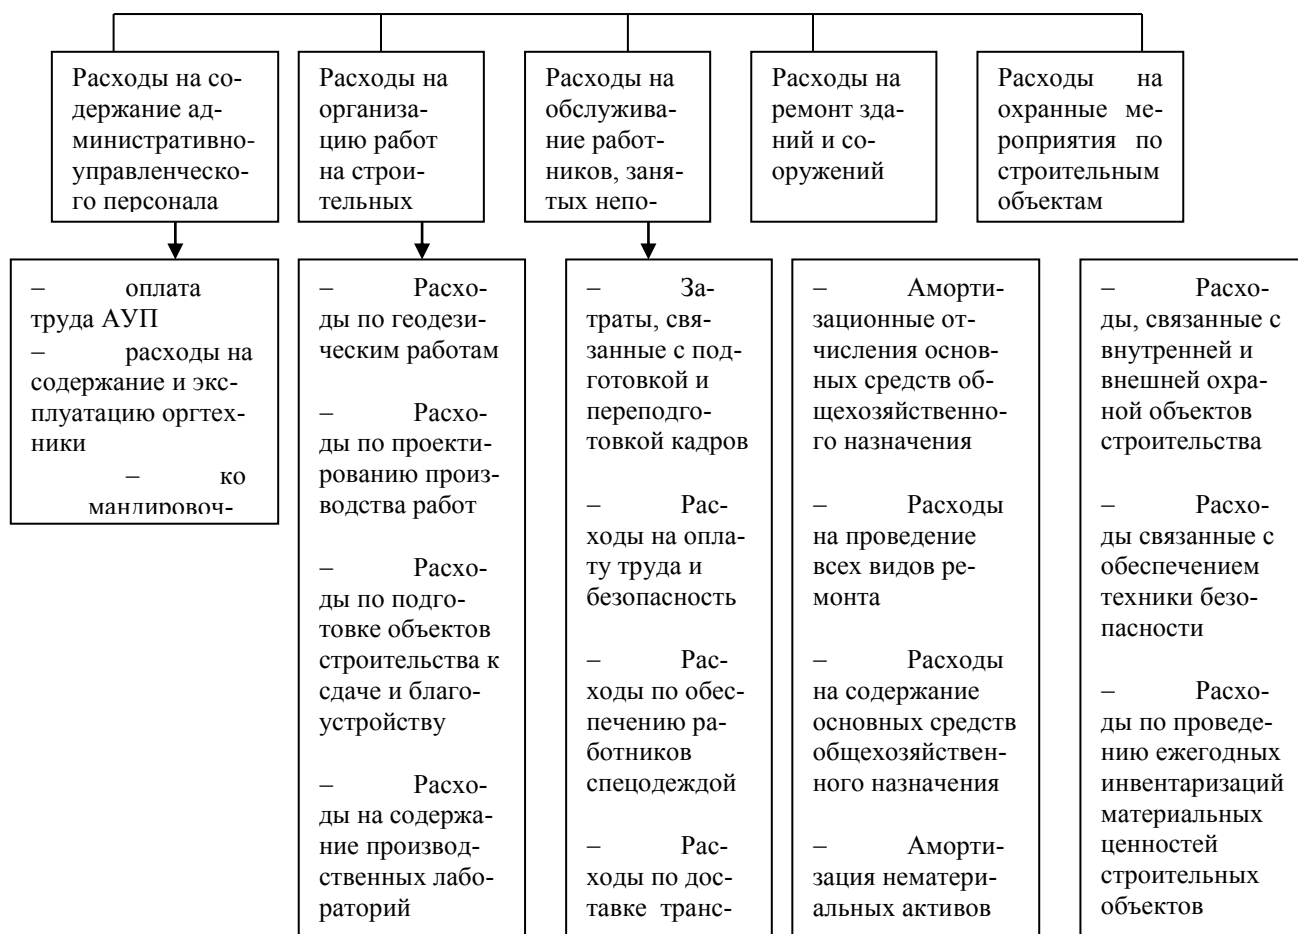 Расходы на со-
держание ад-
министративно-
управленческо-
го персонала
Расходы на
организа-
цию работ
на строи-
тельных
Расходы на
обслужива-
ние работ-
ников, заня-
тых непо-
Расходы на
ремонт зда-
ний и со-
оружений
Расходы на
охранные ме-
роприятия по
строительным
объектам
– оплата
труда АУП
– расходы на
содержание и экс-
плуатацию оргтех-
ники
– ко
мандировоч-
– Расхо-
ды по геодези-
ческим работам
– Расхо-
ды по проекти-
рованию произ-
водства работ
– Расхо-
ды по подго-
товке объектов
строительства к
сдаче и благо-
устройству
– Расхо-
ды на содержа-
ние производ-
ственных лабо-
раторий
– За-
траты, свя-
занные с под-
готовкой и
переподго-
товкой кадров
– Рас-
ходы на опла-
ту труда и
безопасность
– Рас-
ходы по обес-
печению ра-
ботников
спецодеждой
– Рас-
ходы по дос-
тавке транс-
– Аморти-
зационные от-
числения основ-
ных средств об-
щехозяйственно-
го назначения
– Расходы
на проведение
всех видов ре-
монта
– Расходы
на содержание
основных средств
общехозяйствен-
ного назначения
– Аморти-
зация нематери-
альных активов
– Расхо-
ды, связанные с
внутренней и
внешней охра-
ной объектов
строительства
– Расхо-
ды связанные с
обеспечением
техники безо-
пасности
– Расхо-
ды по проведе-
нию ежегодных
инвентаризаций
материальных
ценностей
строительных
объектов